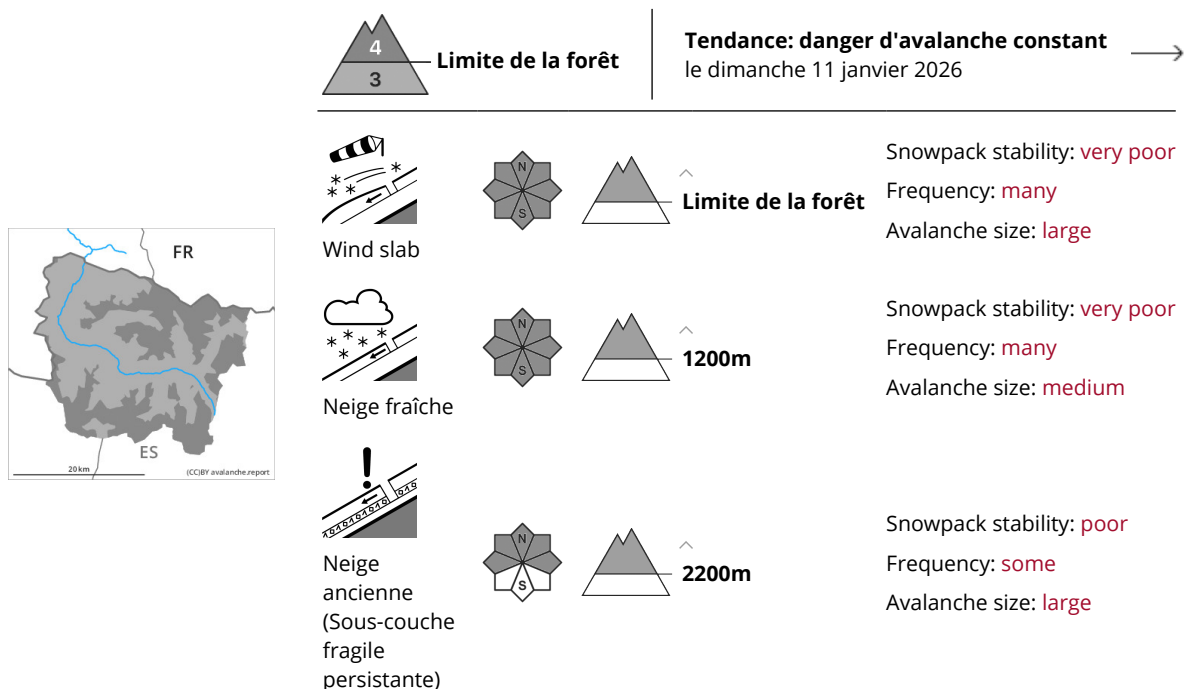 4
3
Limite de la forêt
Tendance: danger d'avalanche constant
le dimanche 11 janvier 2026
FR
ES
20 km
(CC)BY avalanche.report
N
S
Limite de la forêt
Snowpack stability: very poor
Frequency: many
Avalanche size: large
Wind slab
N
S
1200m
Snowpack stability: very poor
Frequency: many
Avalanche size: medium
Neige fraîche
N
S
2200m
Snowpack stability: poor
Frequency: some
Avalanche size: large
Neige
ancienne
(Sous-couche
fragile
persistante)